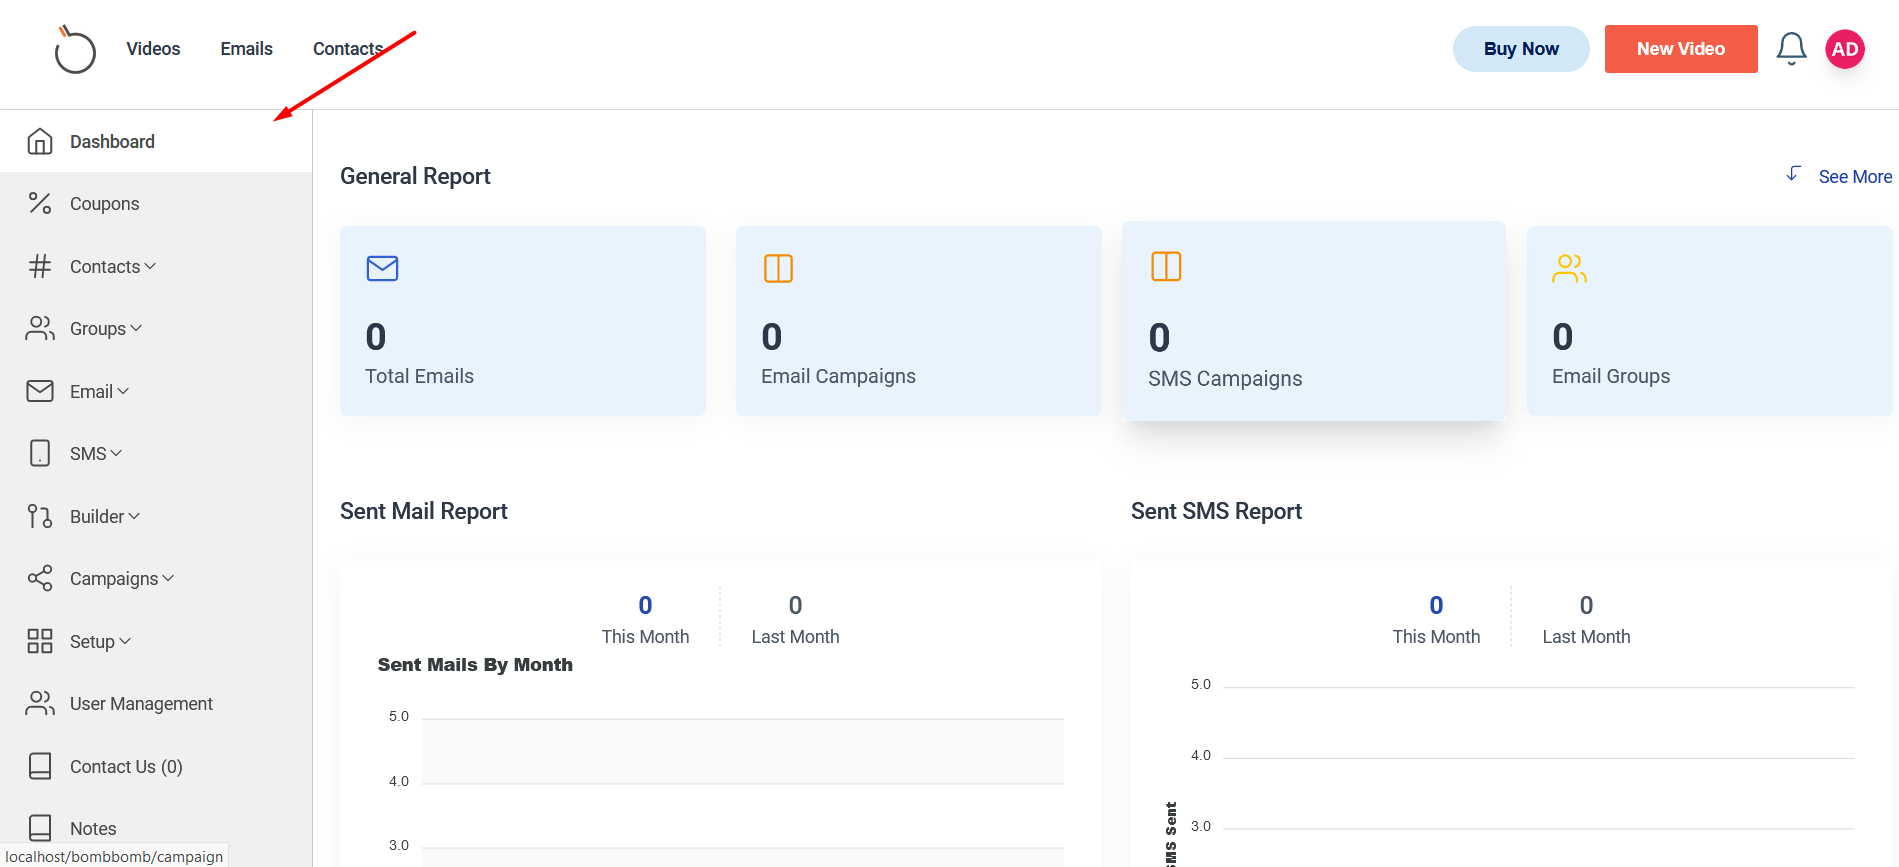 Videos Emails Contacts Buy Now New Video AD
Dashboard
Coupons
Contacts
Groups
Email
SMS
Builder
Campaigns
Setup
User Management
Contact Us (0)
Notes
localhost/bombbomb/campaign
General Report
See More
0
Total Emails
0
Email Campaigns
0
SMS Campaigns
0
Email Groups
Sent Mail Report
0
This Month
0
Last Month
Sent Mails By Month
5.0
4.0
3.0
Sent SMS Report
0
This Month
0
Last Month
5.0
4.0
3.0
SMS Sent